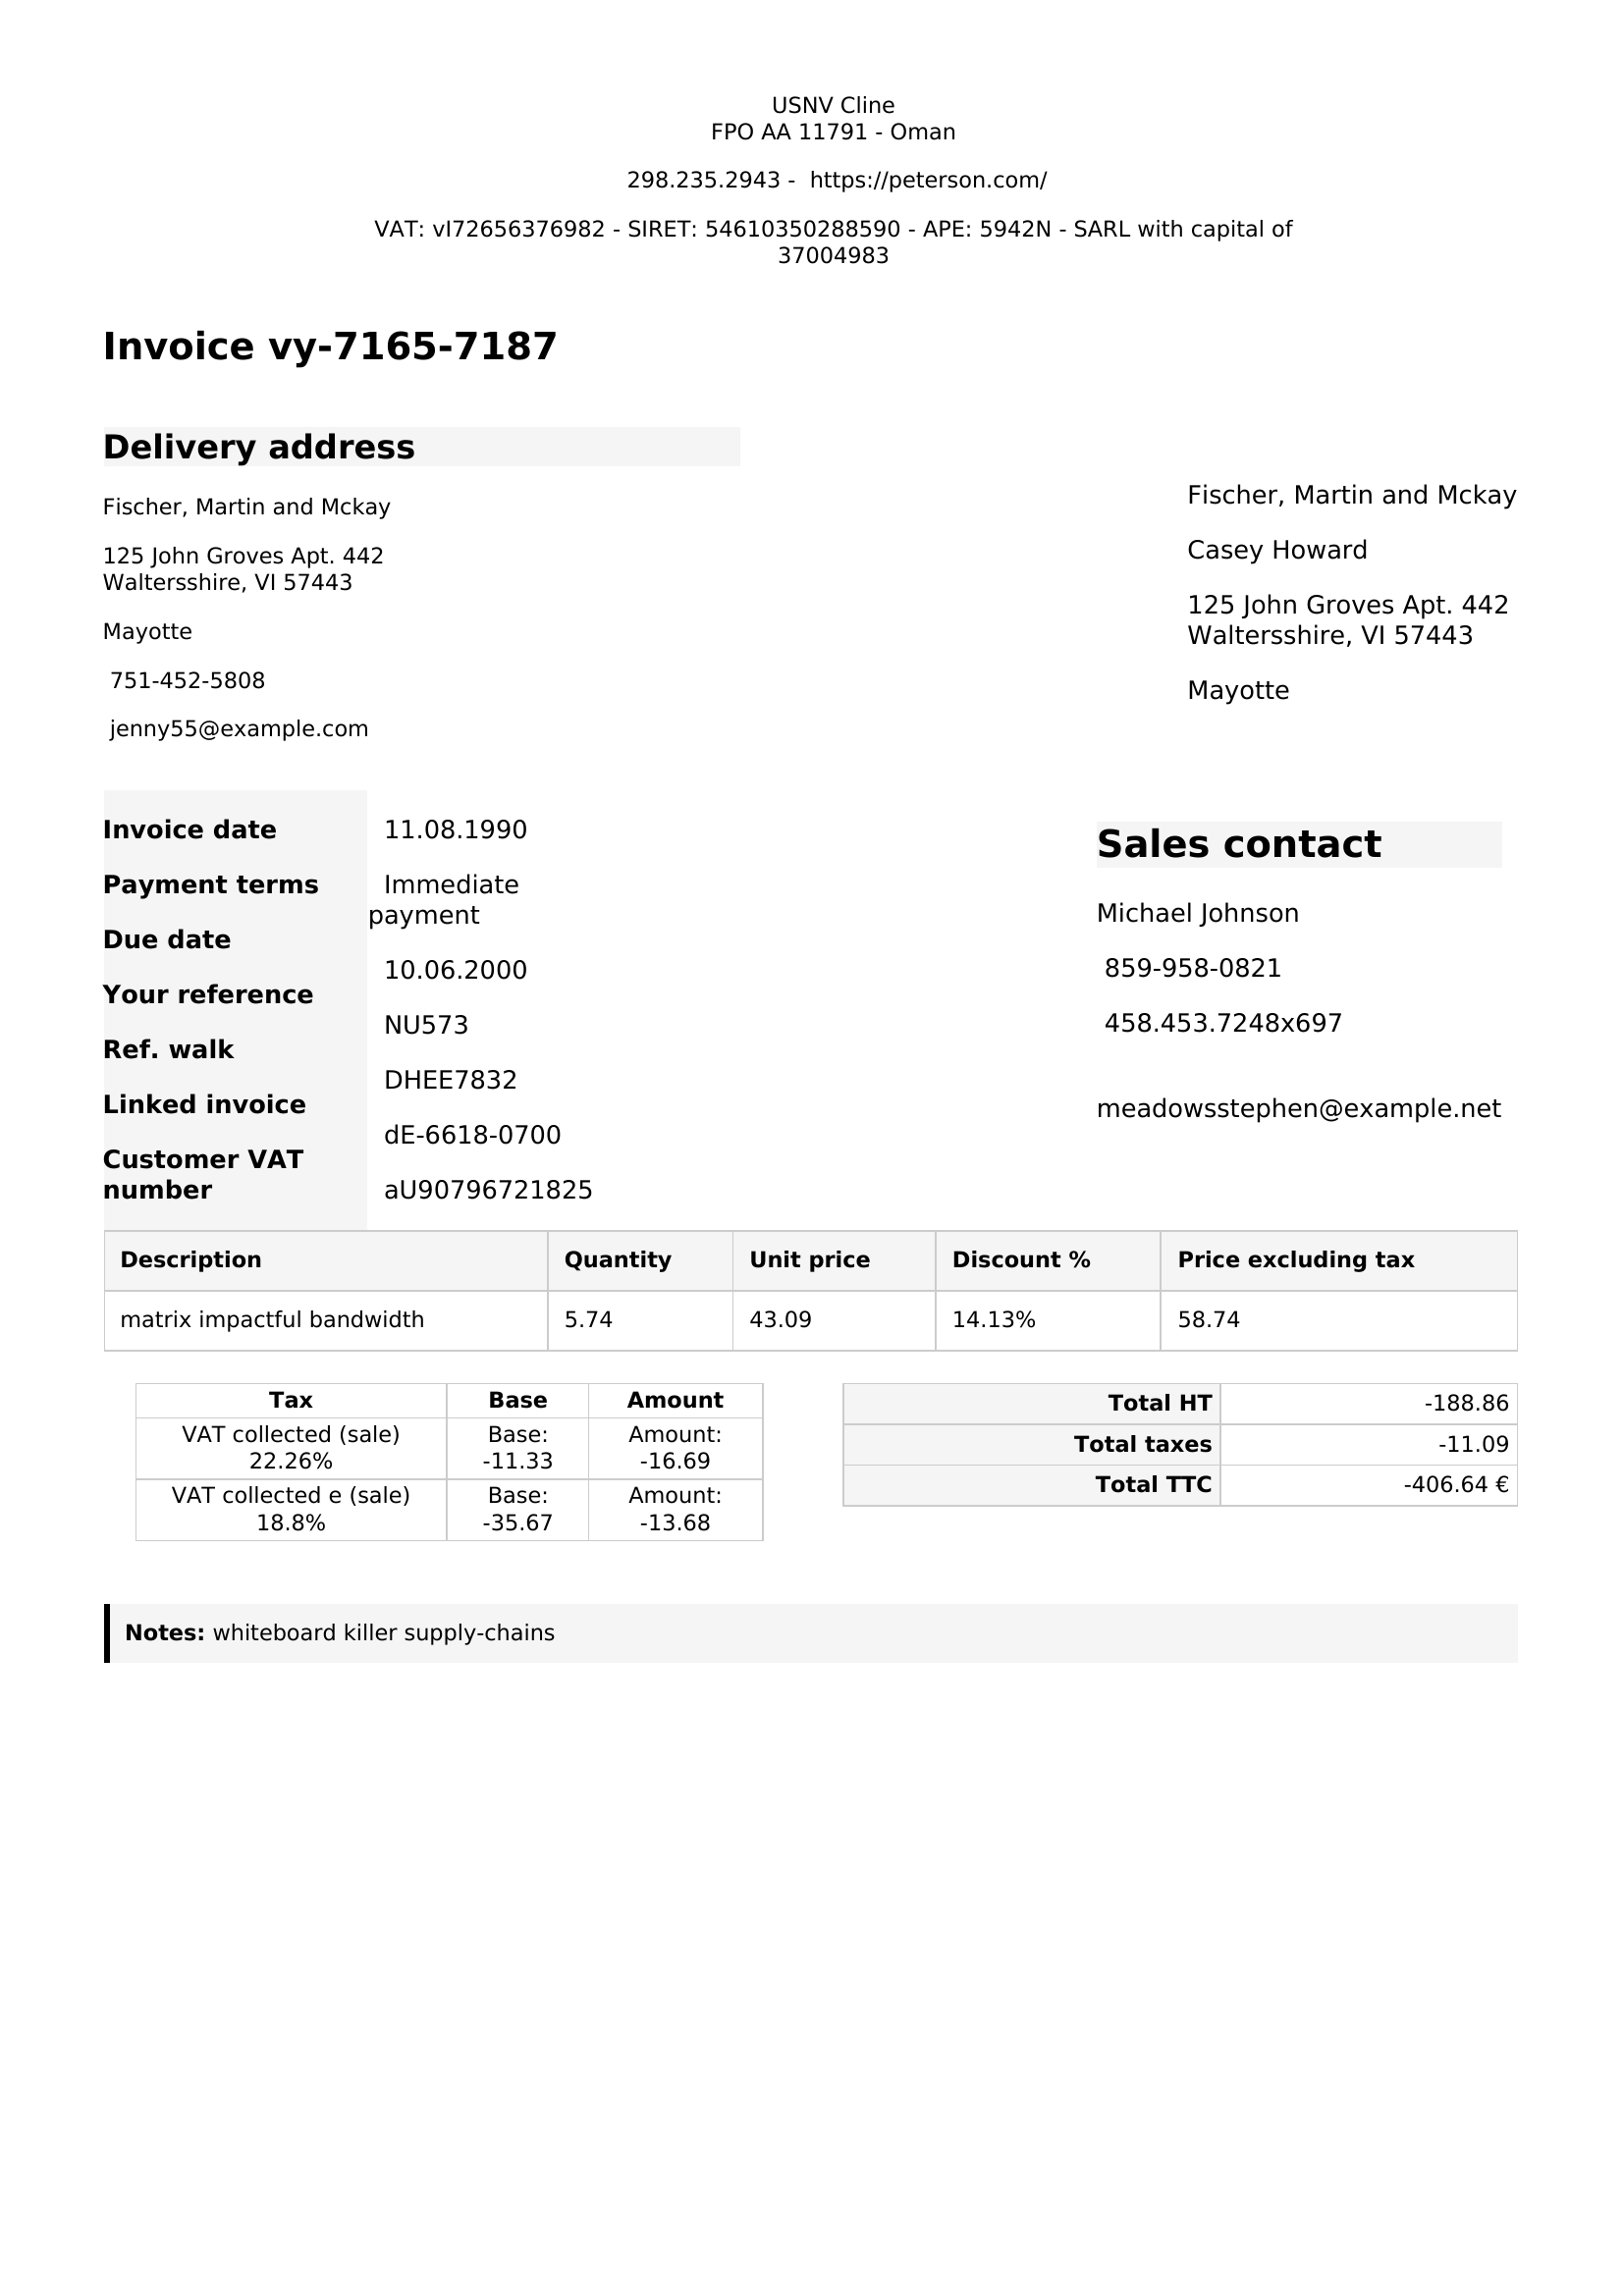 USNV Cline
FPO AA 11791 - Oman
298.235.2943 -  https://peterson.com/
VAT: vI72656376982 - SIRET: 54610350288590 - APE: 5942N - SARL with capital of
37004983
Invoice vy-7165-7187
Delivery address
Fischer, Martin and Mckay
125 John Groves Apt. 442
Waltersshire, VI 57443
Mayotte
751-452-5808
jenny55@example.com
Fischer, Martin and Mckay
Casey Howard
125 John Groves Apt. 442
Waltersshire, VI 57443
Mayotte
Invoice date 11.08.1990
Payment terms Immediate
payment
Due date 10.06.2000
Your reference NU573
Ref. walk DHEE7832
Linked invoice dE-6618-0700
Customer VAT
number aU90796721825
Sales contact
Michael Johnson
859-958-0821
458.453.7248x697
meadowsstephen@example.net
Description Quantity Unit price Discount % Price excluding tax
matrix impactful bandwidth 5.74 43.09 14.13% 58.74
Tax Base Amount
VAT collected (sale) Base: Amount:
22.26% -11.33 -16.69
VAT collected e (sale) Base: Amount:
18.8% -35.67 -13.68
Total HT -188.86
Total taxes -11.09
Total TTC -406.64 €
Notes: whiteboard killer supply-chains